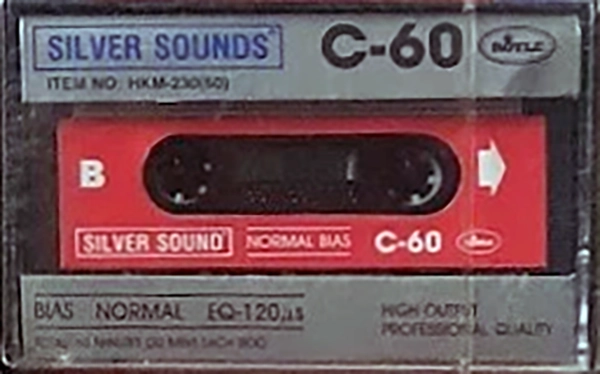 SILVER SOUNDS
C-60
ITEM NO: HKM-230(60)
B
SILVER SOUND
NORMAL BIAS
C-60
BIAS NORMAL EQ-120μs
HIGH OUTPUT
PROFESSIONAL QUALITY